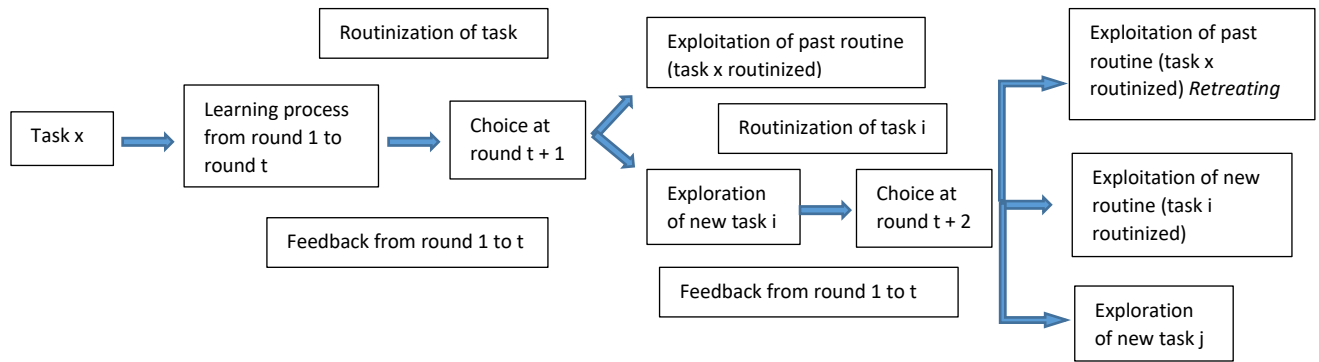 Routinization of task
Exploitation of past routine
(task x routinized)
Exploitation of past
routine (task x
routinized) Retreating
Task x
Learning process
from round 1 to
round t
Choice at
round t + 1
Routinization of task i
Exploration
of new task i
Choice at
round t + 2
Exploitation of new
routine (task i
routinized)
Feedback from round 1 to t
Feedback from round 1 to t
Exploration
of new task j